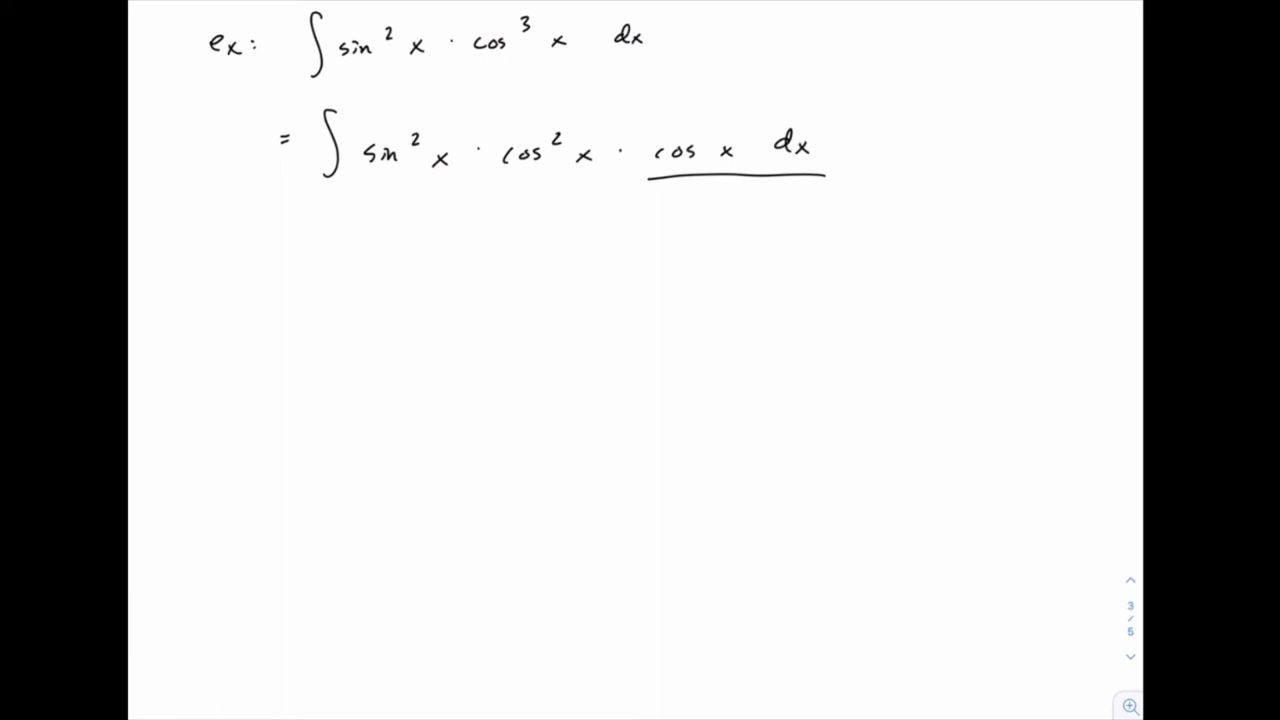 ex: ∫ sin² x · cos³ x dx
= ∫ sin² x · cos² x · cos x dx
3
/
5